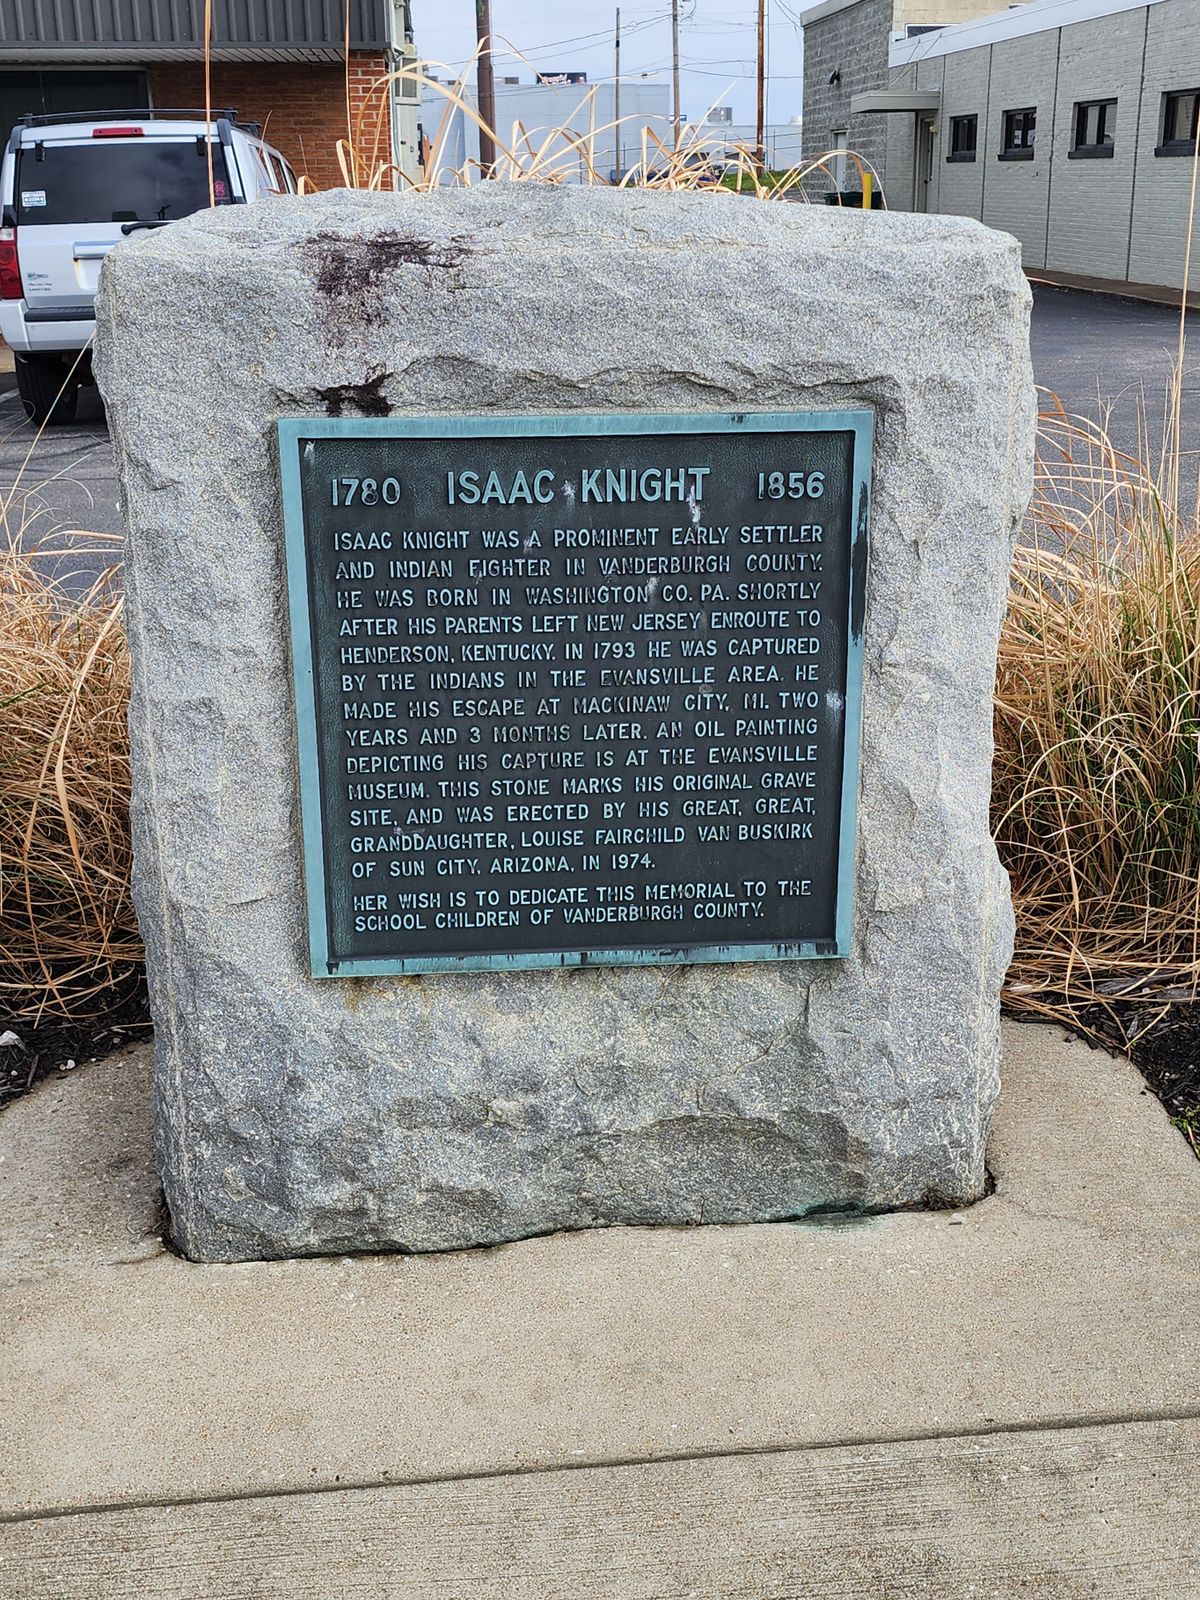 1780 ISAAC KNIGHT 1856
ISAAC KNIGHT WAS A PROMINENT EARLY SETTLER
AND INDIAN FIGHTER IN VANDERBURGH COUNTY.
HE WAS BORN IN WASHINGTON CO. PA. SHORTLY
AFTER HIS PARENTS LEFT NEW JERSEY ENROUTE TO
HENDERSON, KENTUCKY. IN 1793 HE WAS CAPTURED
BY THE INDIANS IN THE EVANSVILLE AREA. HE
MADE HIS ESCAPE AT MACKINAW CITY, MI. TWO
YEARS AND 3 MONTHS LATER. AN OIL PAINTING
DEPICTING HIS CAPTURE IS AT THE EVANSVILLE
MUSEUM. THIS STONE MARKS HIS ORIGINAL GRAVE
SITE, AND WAS ERECTED BY HIS GREAT, GREAT,
GRANDDAUGHTER, LOUISE FAIRCHILD VAN BUSKIRK
OF SUN CITY, ARIZONA, IN 1974.
HER WISH IS TO DEDICATE THIS MEMORIAL TO THE
SCHOOL CHILDREN OF VANDERBURGH COUNTY.